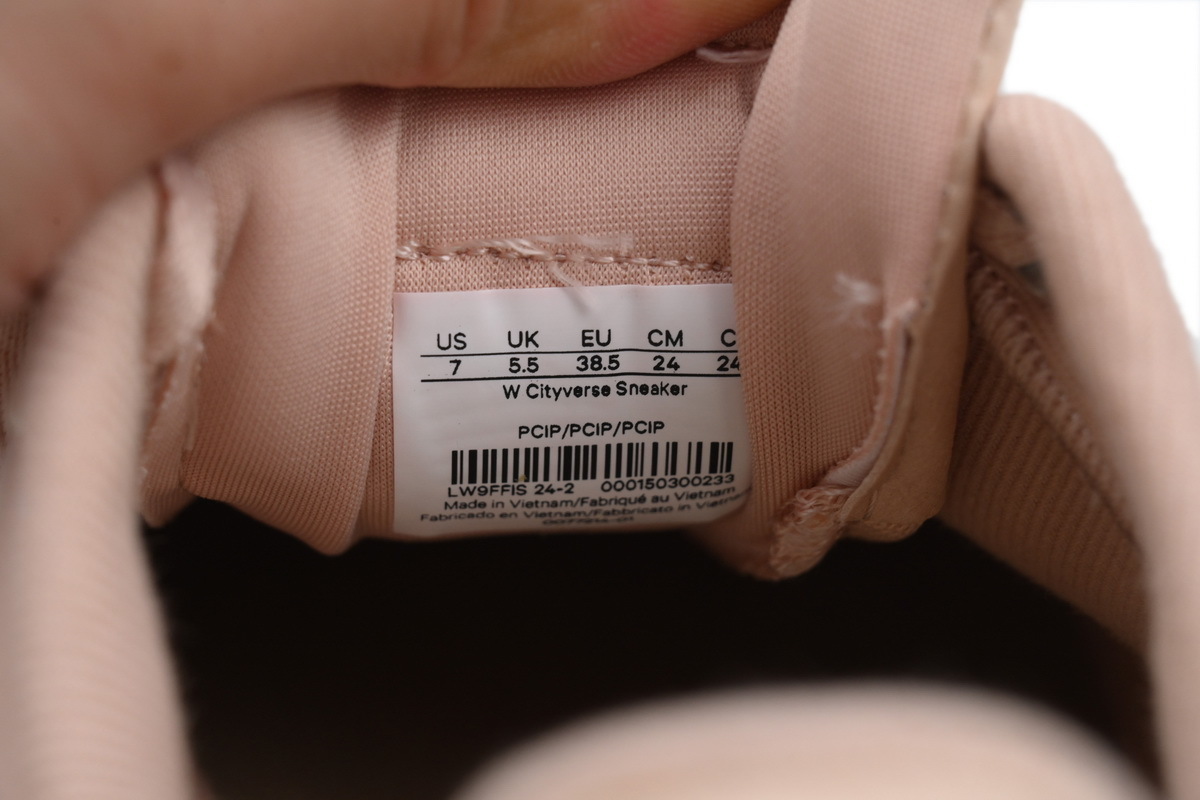 US UK EU CM C
7 5.5 38.5 24 24
W Cityverse Sneaker
PCIP/PCIP/PCIP
LW9FFIS 24-2 000150300233
Made in Vietnam/Fabriqué au Vietnam
Fabricado en Vietnam/Fabbricato in Vietnam